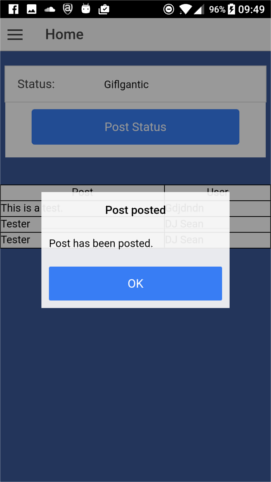 96% 09:49
Home
Status: Giflgantic
Post Status
Post User
This is a test
Tester DJ Sean
Tester DJ Sean
Post posted
Post has been posted.
OK